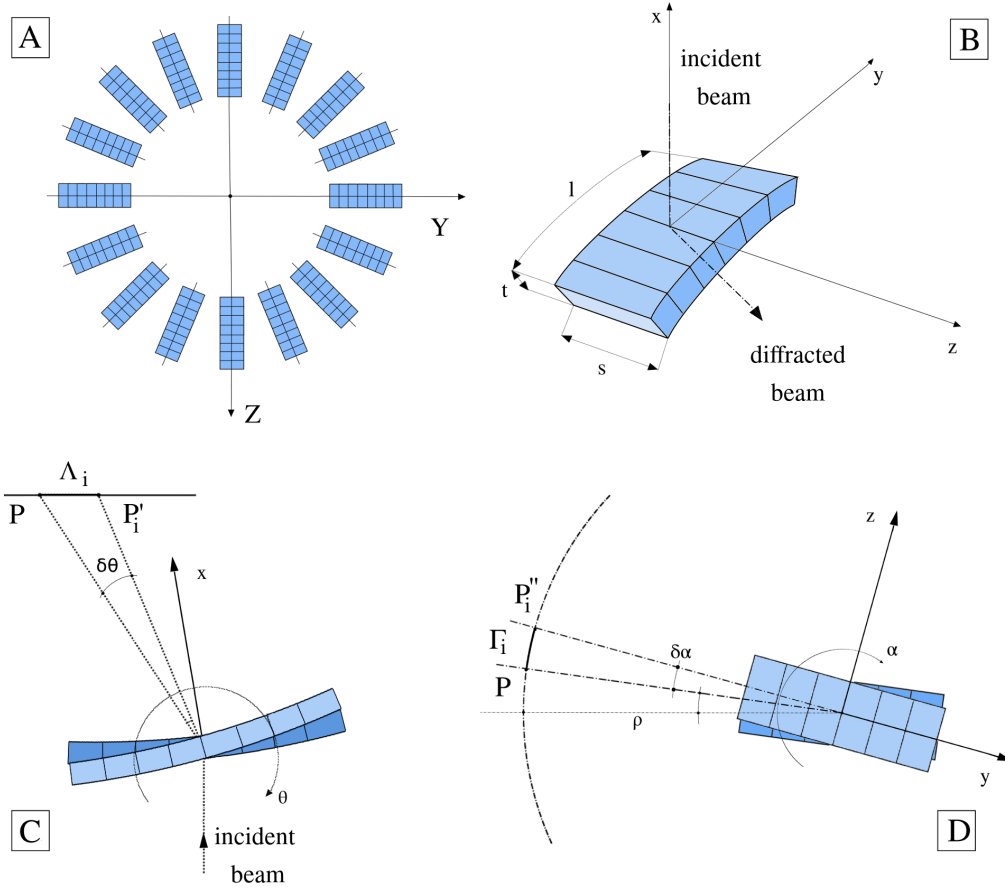 A
Y
Z
B
x
incident
beam
y
l
t
s
z
diffracted
beam
Λ i
P
P'i
δθ
x
θ
incident
beam
C
z
P''i
Γi
P
δα
α
ρ
y
D